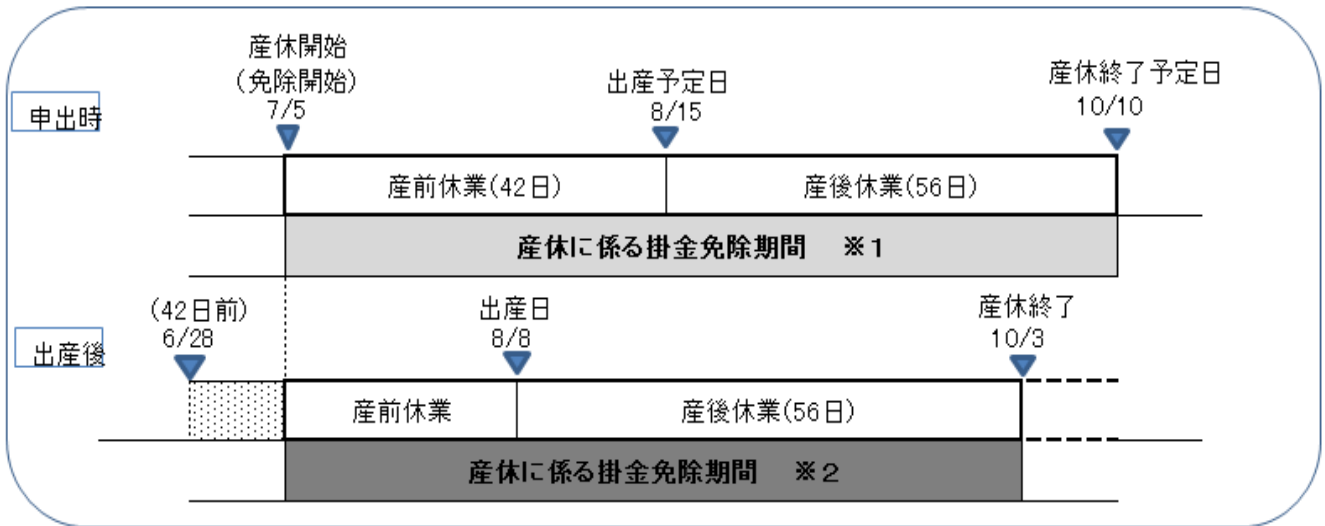 産休開始
(免除開始)
7/5
出産予定日
8/15
産休終了予定日
10/10
申出時
産前休業(42日)
産後休業(56日)
産休に係る掛金免除期間 ※1
(42日前)
6/28
出産日
8/8
産休終了
10/3
出産後
産前休業
産後休業(56日)
産休に係る掛金免除期間 ※2